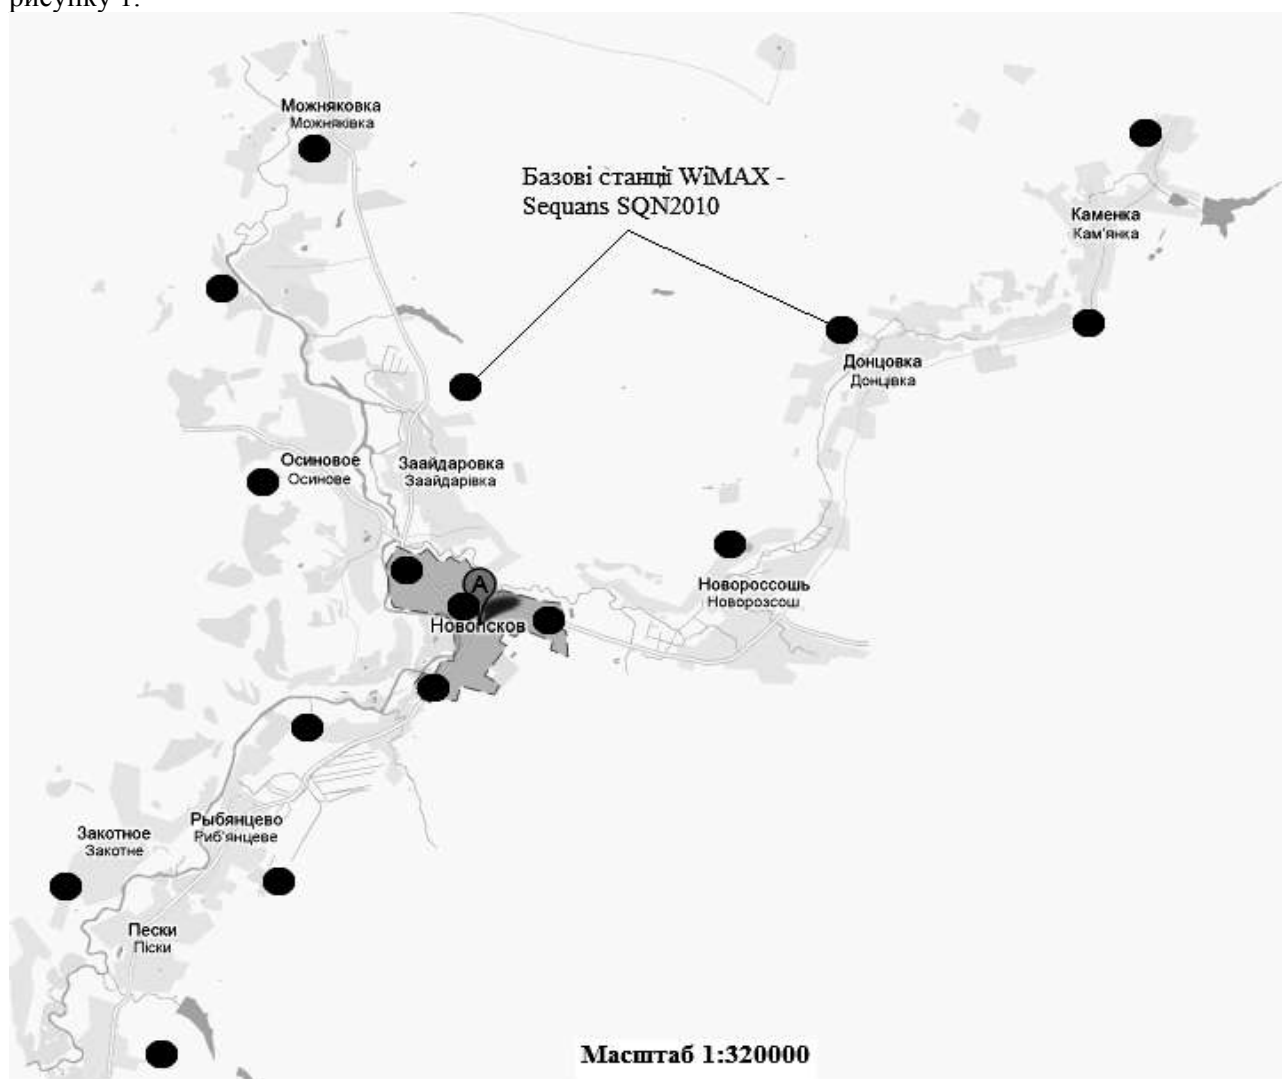 рисунку 1.
Можняковка
Можняківка
Базові станції WiMAX -
Sequans SQN2010
Каменка
Кам'янка
Донцовка
Донцівка
Осиновое
Осинове
Заайдаровка
Заайдарівка
A
Новороссошь
Новорозсош
Новопсков
Рыбянцево
Риб'янцеве
Закотное
Закотне
Пески
Піски
Масштаб 1:320000